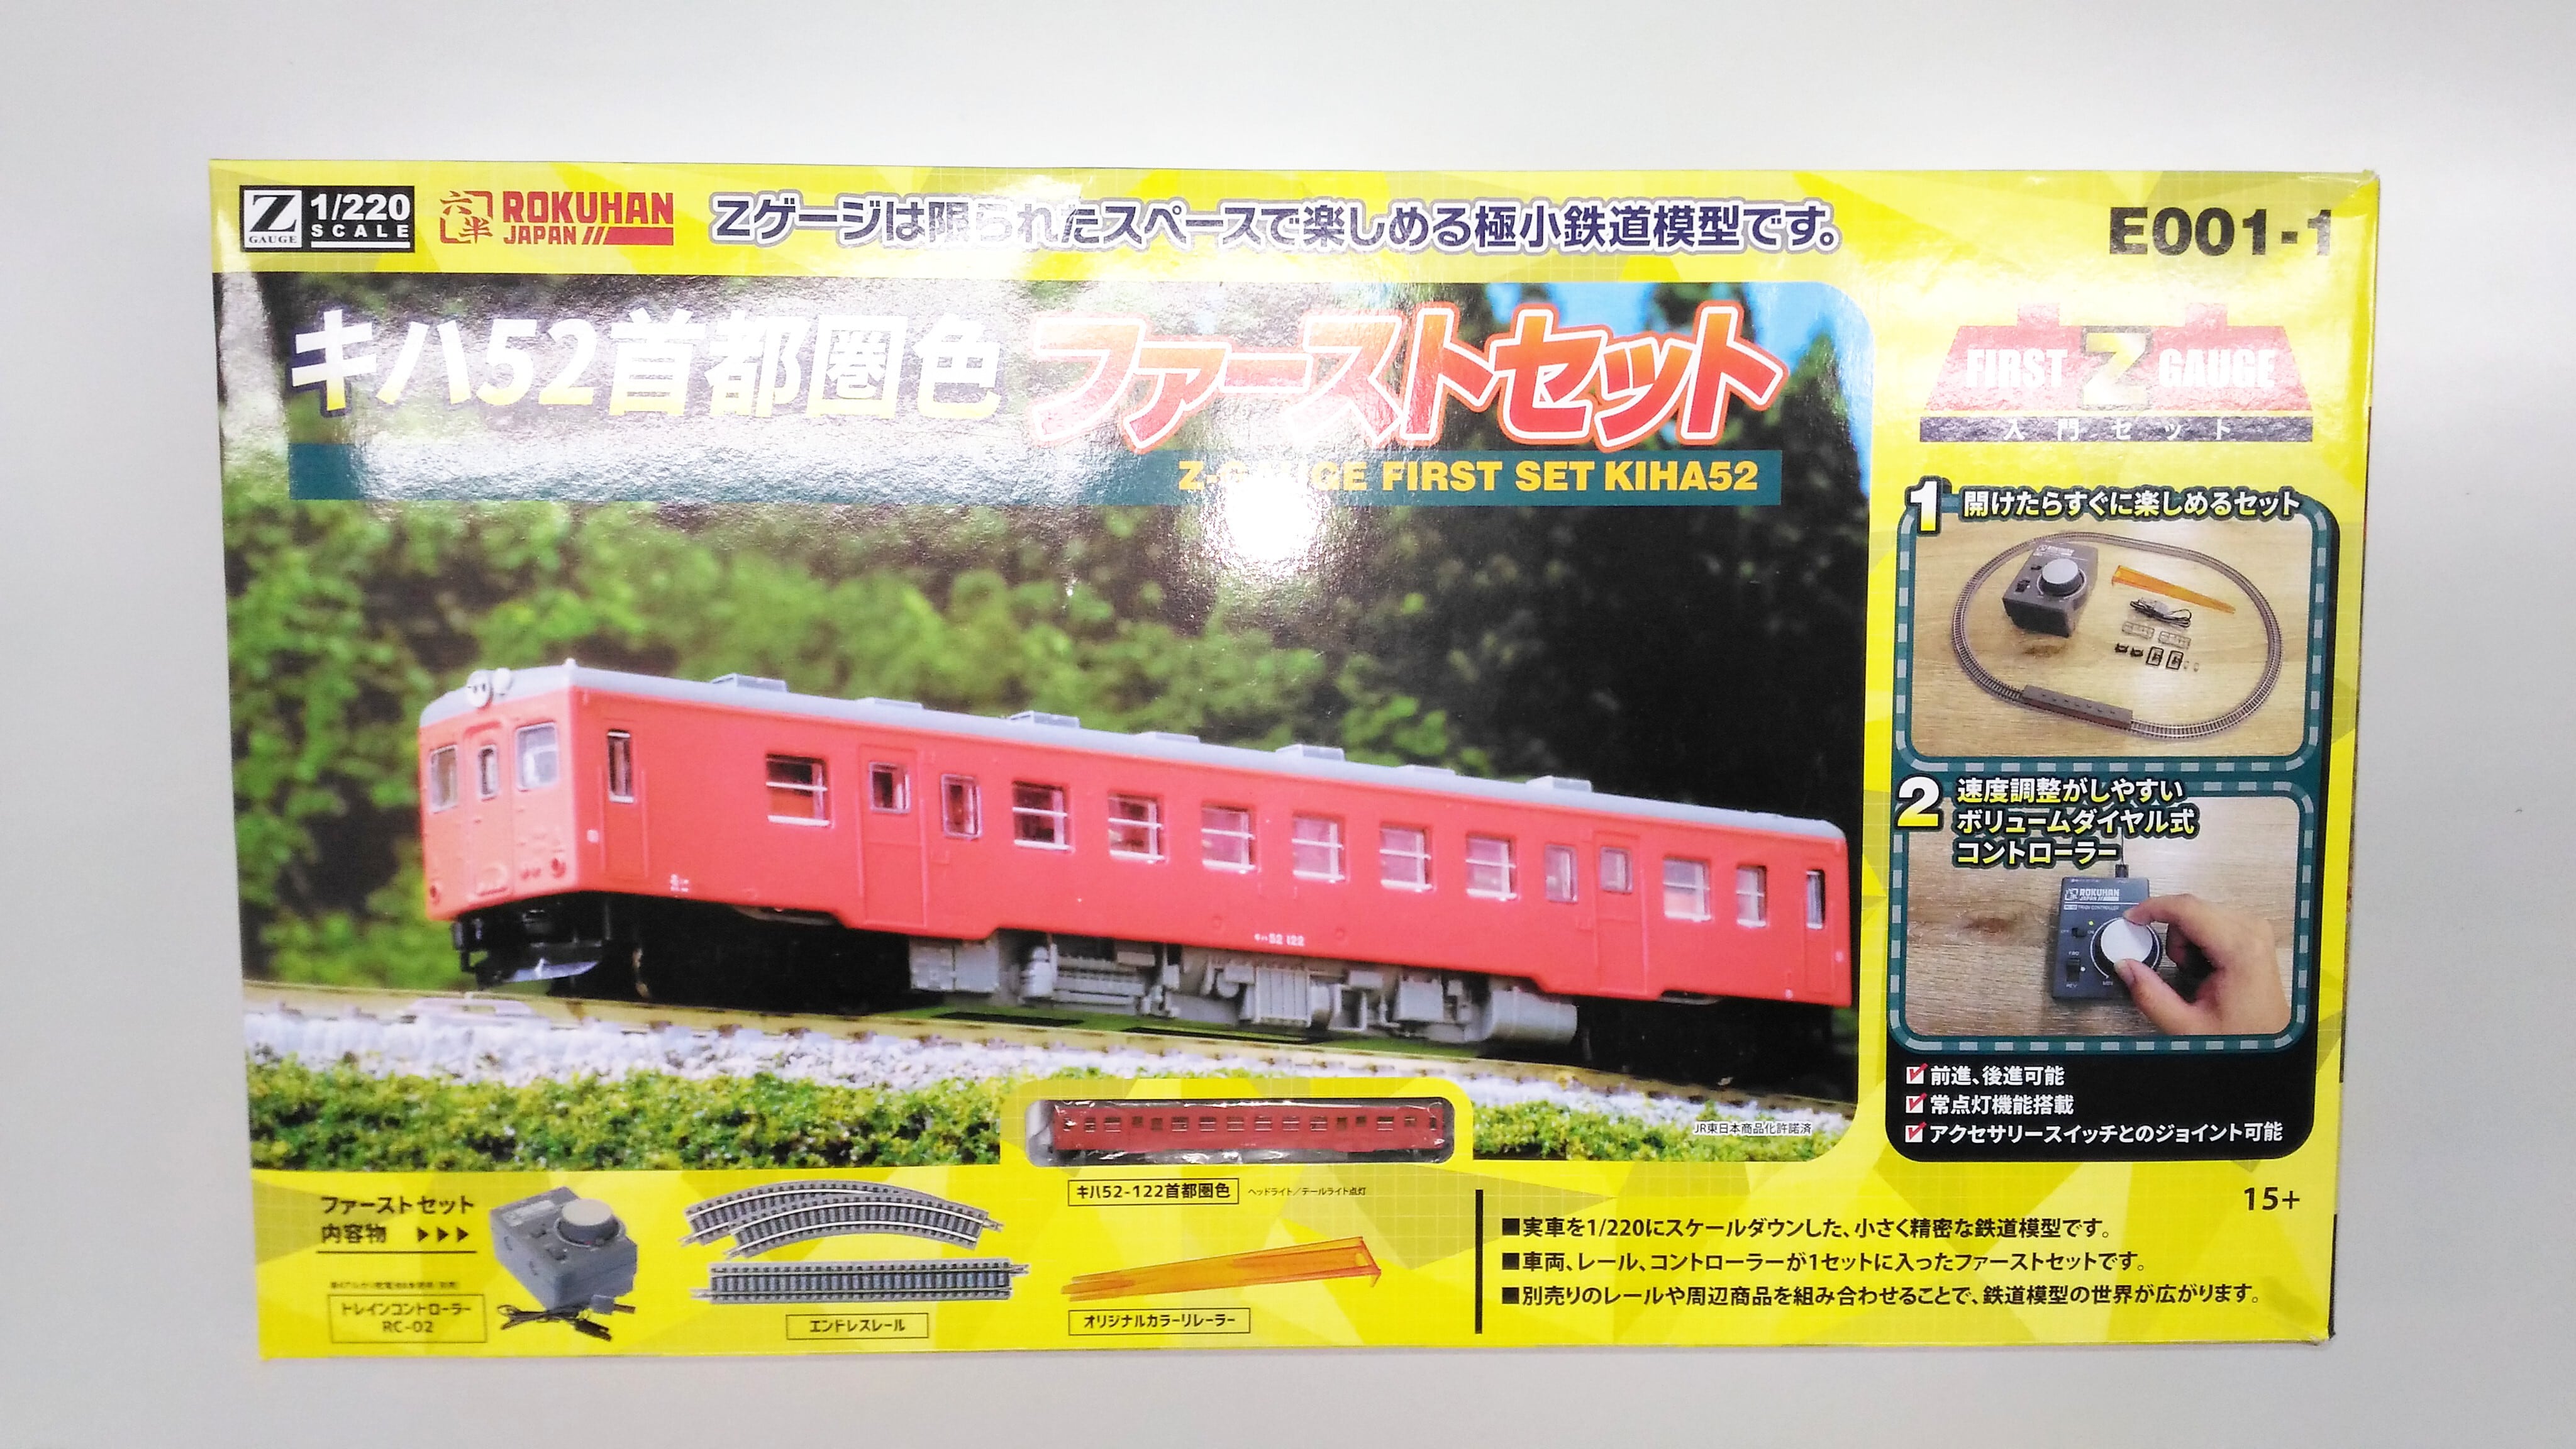 Z GAUGE
1/220
SCALE
六半
ROKUHAN
JAPAN
Zゲージは限られたスペースで楽しめる極小鉄道模型です。
E001-1
キハ52首都圏色 ファーストセット
Z-GAUGE FIRST SET KIHA52
FIRST Z GAUGE
入門セット
1 開けたらすぐに楽しめるセット
2 速度調整がしやすい
ボリュームダイヤル式
コントローラー
ROKUHAN
JAPAN
前進、後進可能
常点灯機能搭載
アクセサリースイッチとのジョイント可能
キハ52 122
JR東日本商品化許諾済
15+
ファーストセット
内容物 ▶▶▶
トレインコントローラー
RC-02
エンドレスレール
キハ52-122首都圏色 ヘッドライト/テールライト点灯
オリジナルカラーリレーラー
■実車を1/220にスケールダウンした、小さく精密な鉄道模型です。
■車両、レール、コントローラーが1セットに入ったファーストセットです。
■別売りのレールや周辺商品を組み合わせることで、鉄道模型の世界が広がります。